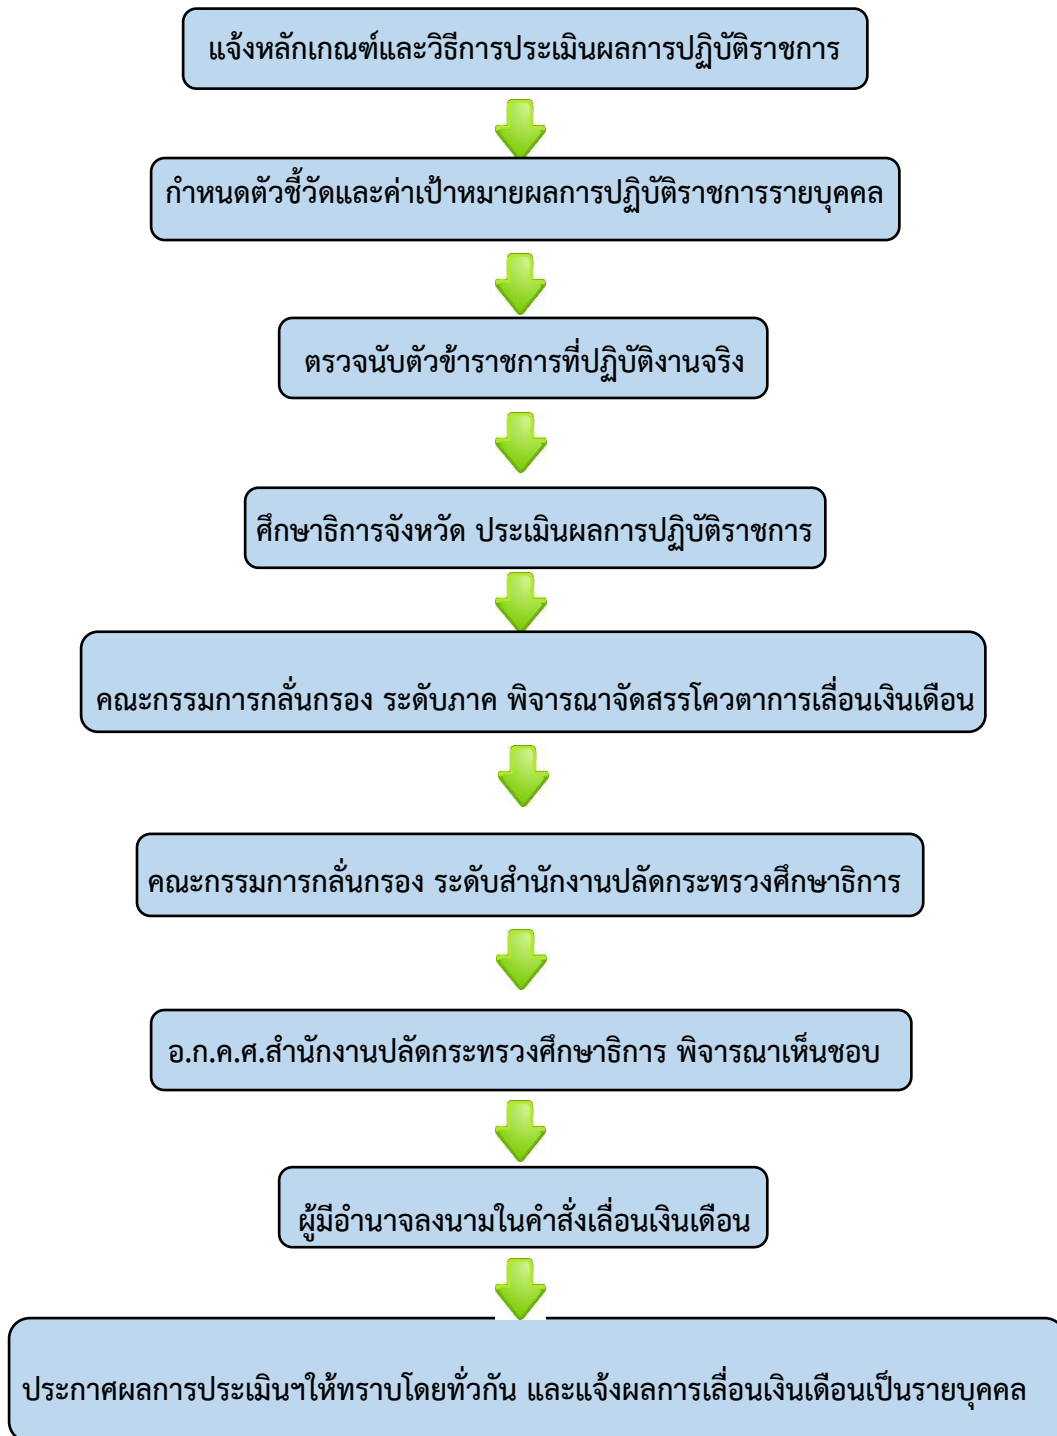 แจ้งหลักเกณฑ์และวิธีการประเมินผลการปฏิบัติราชการ
กำหนดตัวชี้วัดและค่าเป้าหมายผลการปฏิบัติราชการรายบุคคล
ตรวจนับตัวข้าราชการที่ปฏิบัติงานจริง
ศึกษาธิการจังหวัด ประเมินผลการปฏิบัติราชการ
คณะกรรมการกลั่นกรอง ระดับภาค พิจารณาจัดสรรโควตาการเลื่อนเงินเดือน
คณะกรรมการกลั่นกรอง ระดับสำนักงานปลัดกระทรวงศึกษาธิการ
อ.ก.ค.ศ.สำนักงานปลัดกระทรวงศึกษาธิการ พิจารณาเห็นชอบ
ผู้มีอำนาจลงนามในคำสั่งเลื่อนเงินเดือน
ประกาศผลการประเมินฯให้ทราบโดยทั่วกัน และแจ้งผลการเลื่อนเงินเดือนเป็นรายบุคคล